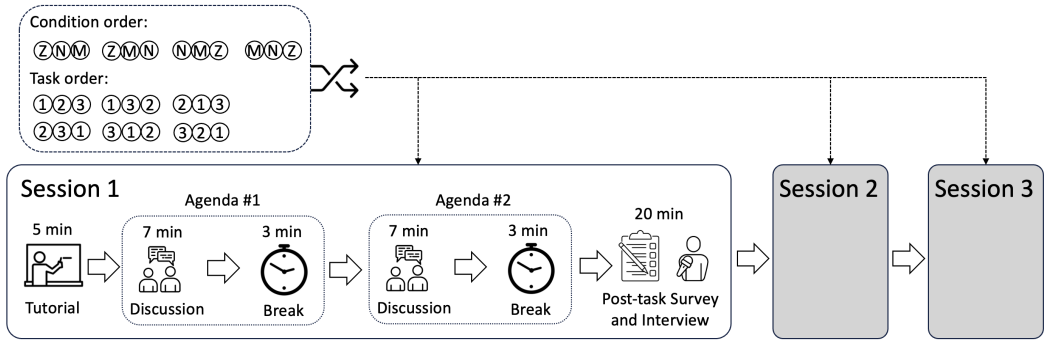 Condition order:
ZNM ZMN NMZ MNZ
Task order:
123 132 213
231 312 321
Session 1
Agenda #1
Agenda #2
5 min
7 min
3 min
7 min
3 min
20 min
Tutorial
Discussion
Break
Discussion
Break
Post-task Survey
and Interview
Session 2
Session 3